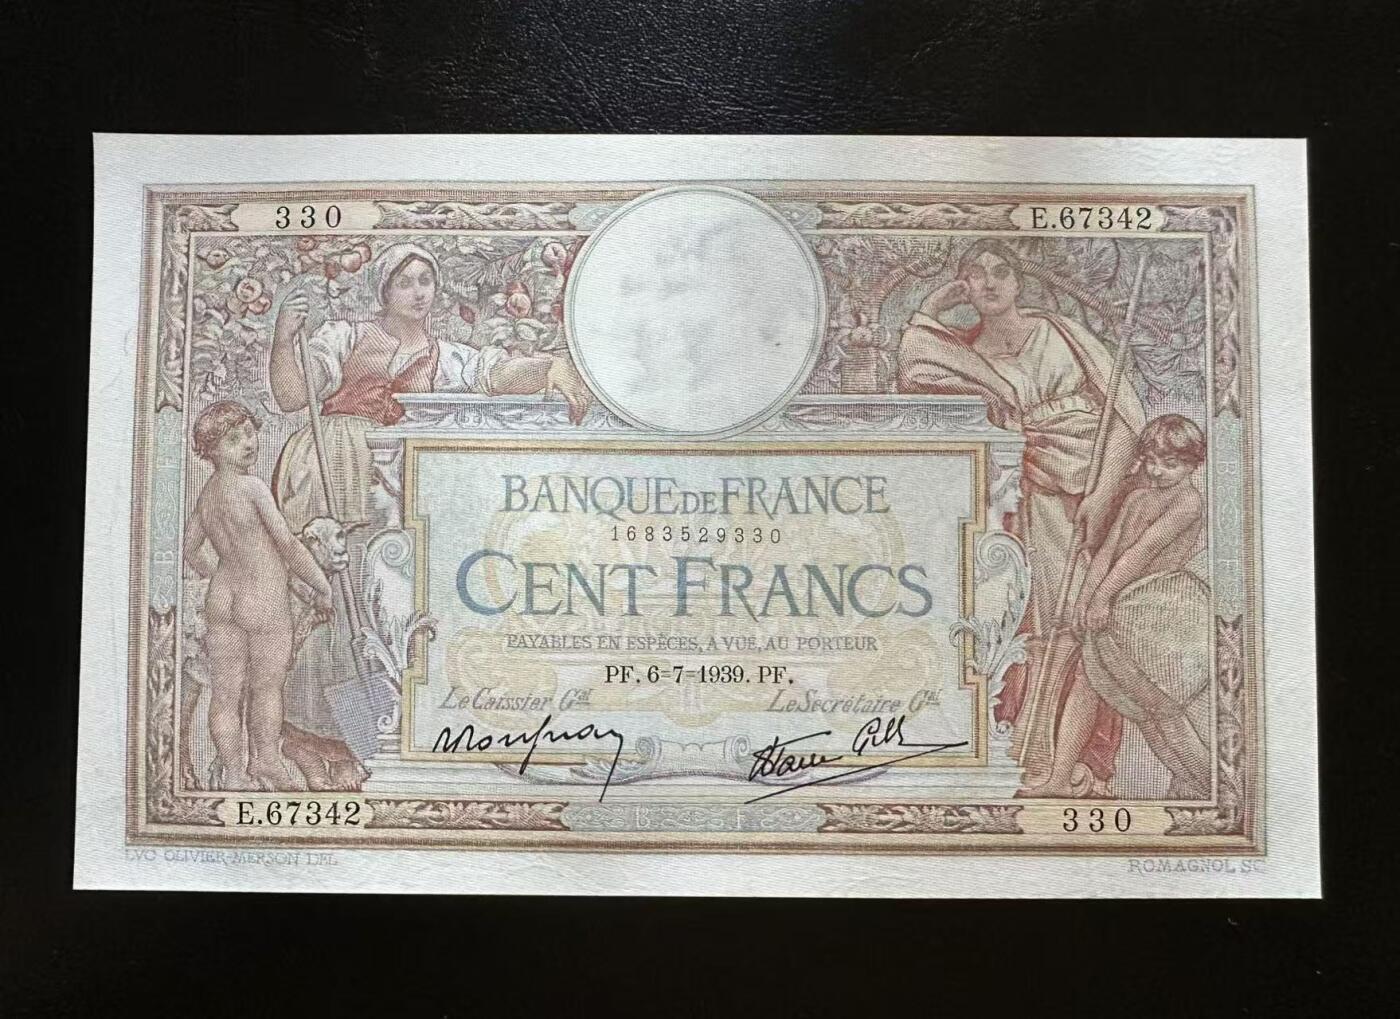 330
E.67342
BANQUE DE FRANCE
1683529330
CENT FRANCS
PAYABLES EN ESPÈCES, A VUE, AU PORTEUR
PF. 6=7=1939. PF.
Le Caissier Gal
Le Secrétaire Gal
E.67342
B F
330
LVC OLIVIER-MERSON DEL
ROMAGNOL SC